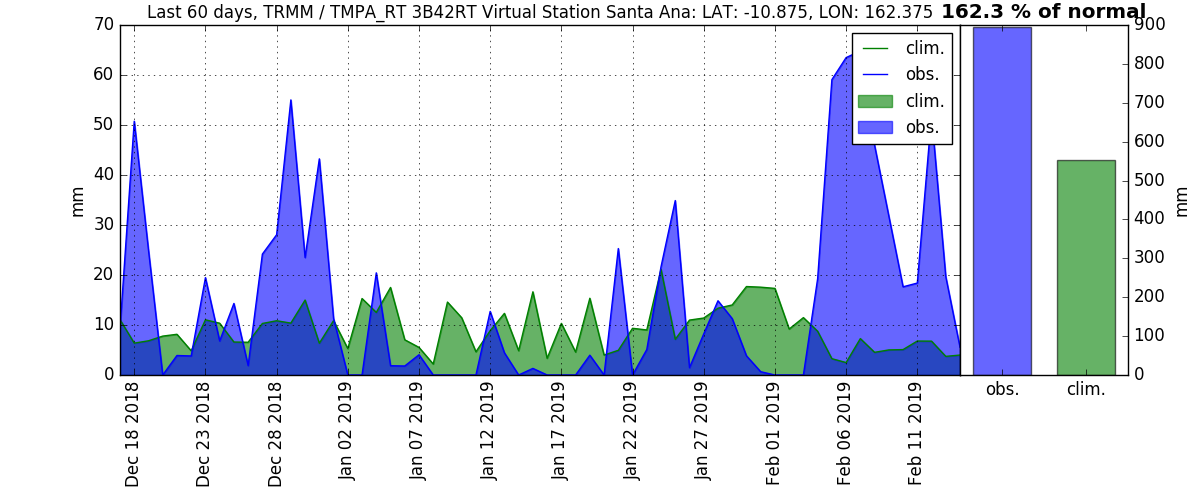 Last 60 days, TRMM / TMPA_RT 3B42RT Virtual Station Santa Ana: LAT: -10.875, LON: 162.375 162.3 % of normal
70
60
50
40
30
20
10
0
mm
clim.
obs.
clim.
obs.
900
800
700
600
500
400
300
200
100
0
mm
Dec 18 2018
Dec 23 2018
Dec 28 2018
Jan 02 2019
Jan 07 2019
Jan 12 2019
Jan 17 2019
Jan 22 2019
Jan 27 2019
Feb 01 2019
Feb 06 2019
Feb 11 2019
obs.
clim.